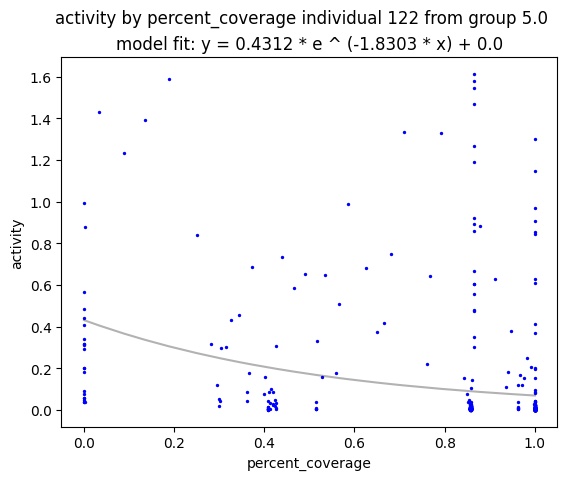 activity by percent_coverage individual 122 from group 5.0
model fit: y = 0.4312 * e ^ (-1.8303 * x) + 0.0
1.6
1.4
1.2
1.0
0.8
0.6
0.4
0.2
0.0
activity
0.0 0.2 0.4 0.6 0.8 1.0
percent_coverage